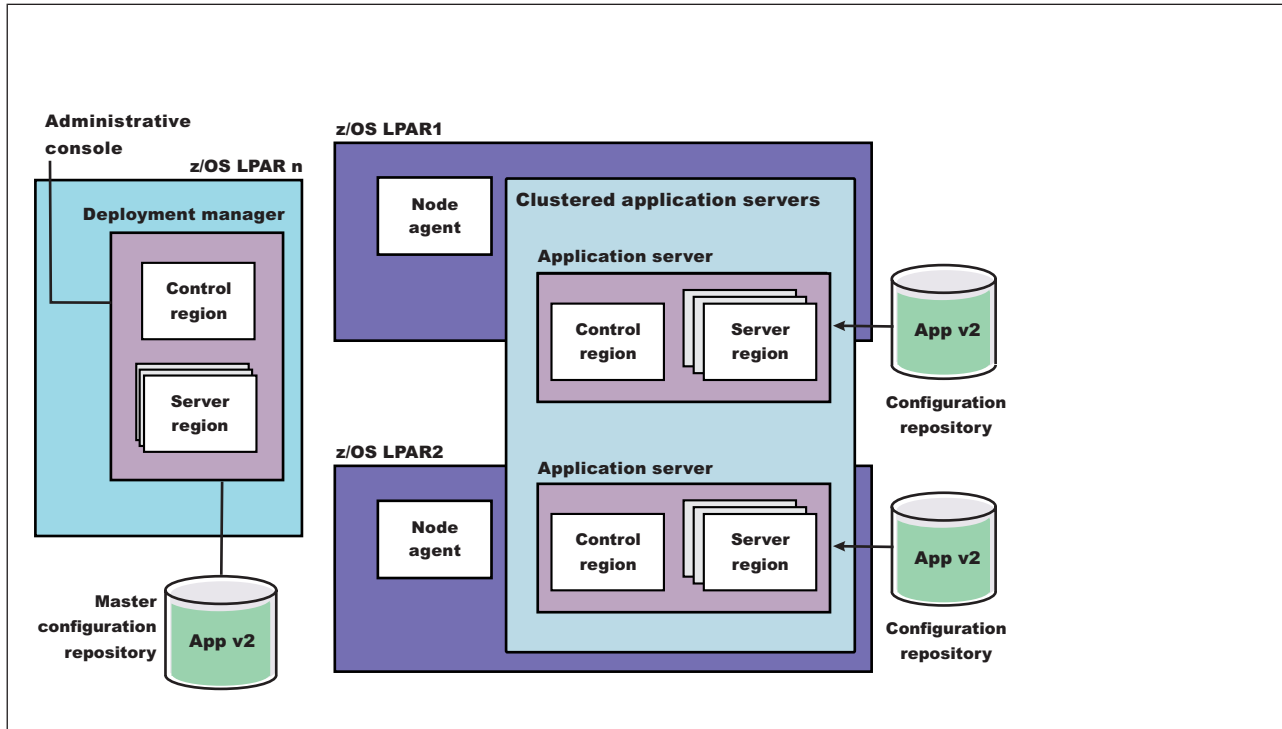 Administrative
console
z/OS LPAR n
Deployment manager
Control
region
Server
region
Master
configuration
repository
App v2
z/OS LPAR1
Node
agent
Clustered application servers
Application server
Control
region
Server
region
App v2
Configuration
repository
z/OS LPAR2
Node
agent
Application server
Control
region
Server
region
App v2
Configuration
repository